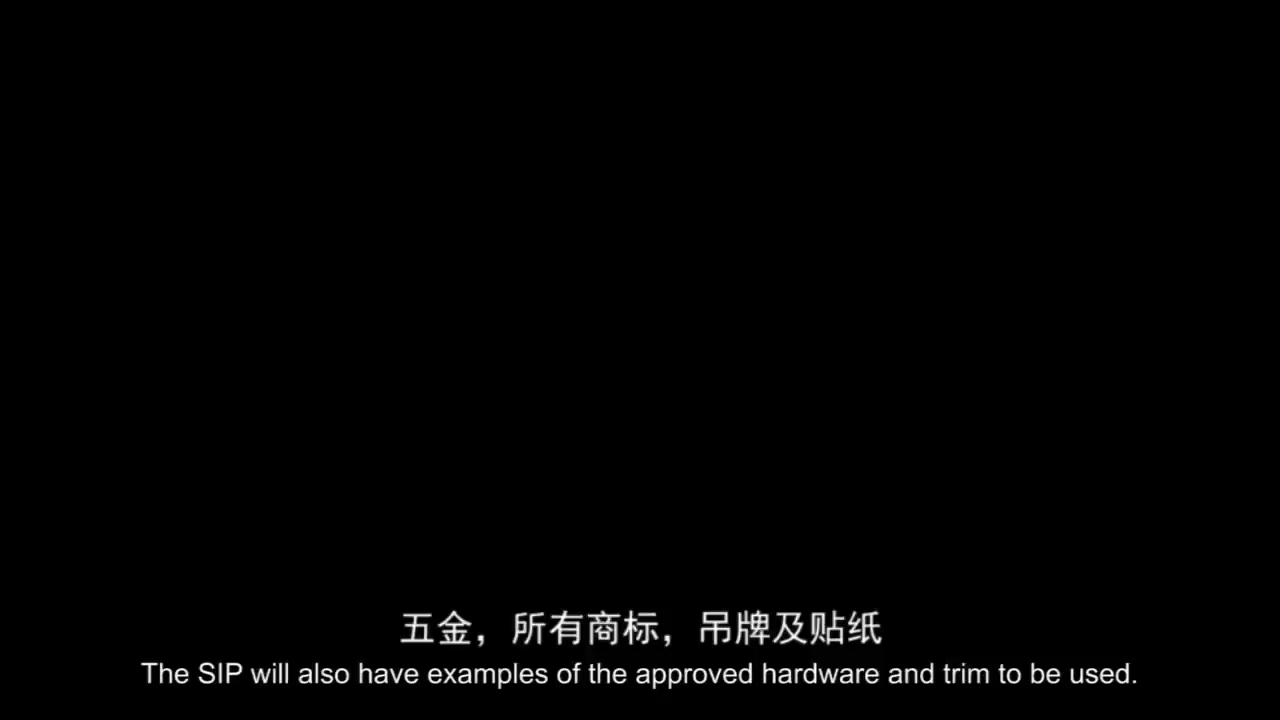 五金，所有商标，吊牌及贴纸
The SIP will also have examples of the approved hardware and trim to be used.